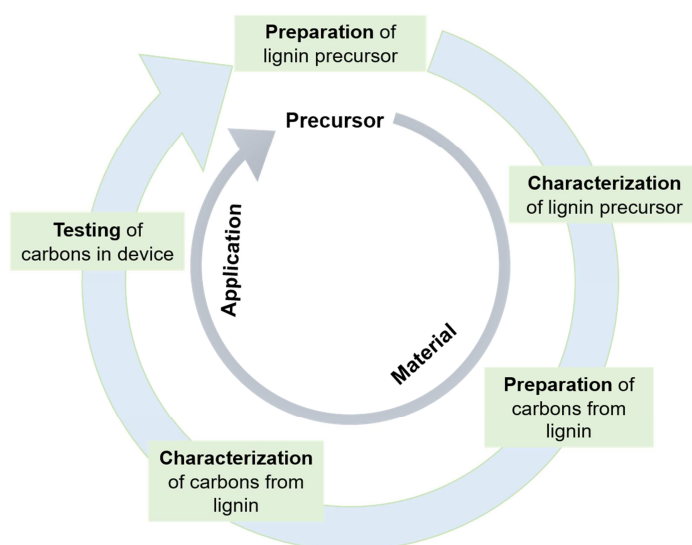 Preparation of
lignin precursor
Precursor
Characterization
of lignin precursor
Testing of
carbons in device
Application
Material
Preparation of
carbons from
lignin
Characterization
of carbons from
lignin